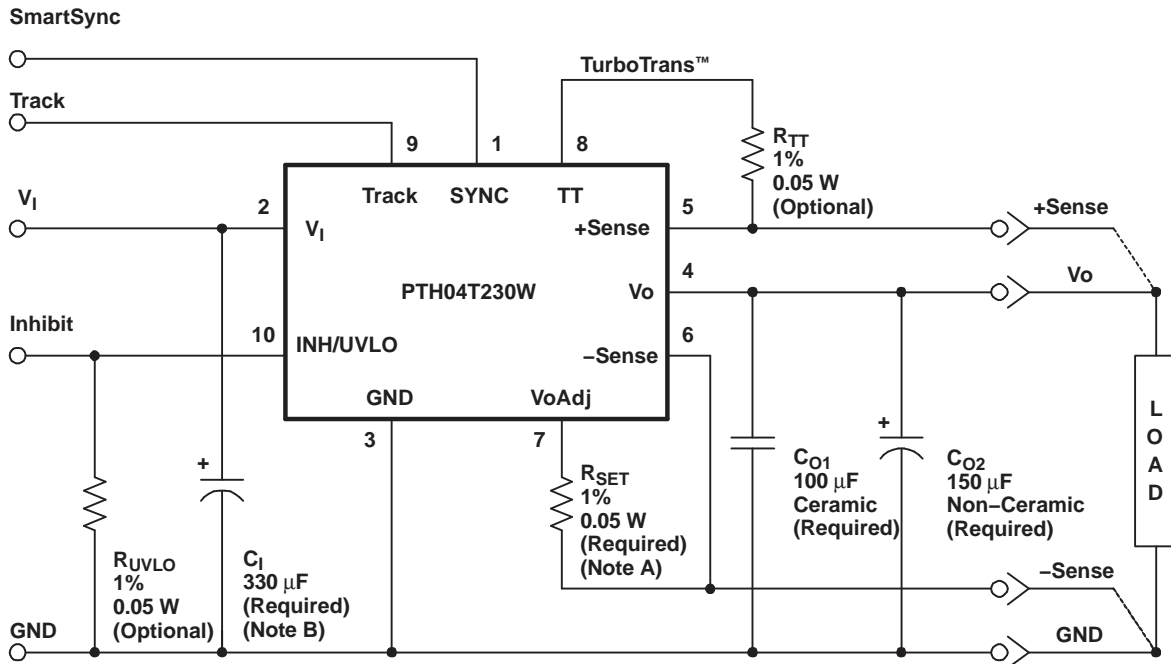 SmartSync
TurboTrans™
Track
9
1
8
RTT
1%
0.05 W
(Optional)
VI
2
Track
SYNC
TT
5
+Sense
VI
+Sense
4
Vo
PTH04T230W
Vo
Inhibit
10
6
INH/UVLO
−Sense
GND
VoAdj
3
7
L
O
A
D
+
+
RSET
1%
0.05 W
(Required)
(Note A)
CO1
100 μF
Ceramic
(Required)
CO2
150 μF
Non−Ceramic
(Required)
RUVLO
1%
0.05 W
(Optional)
CI
330 μF
(Required)
(Note B)
−Sense
GND
GND